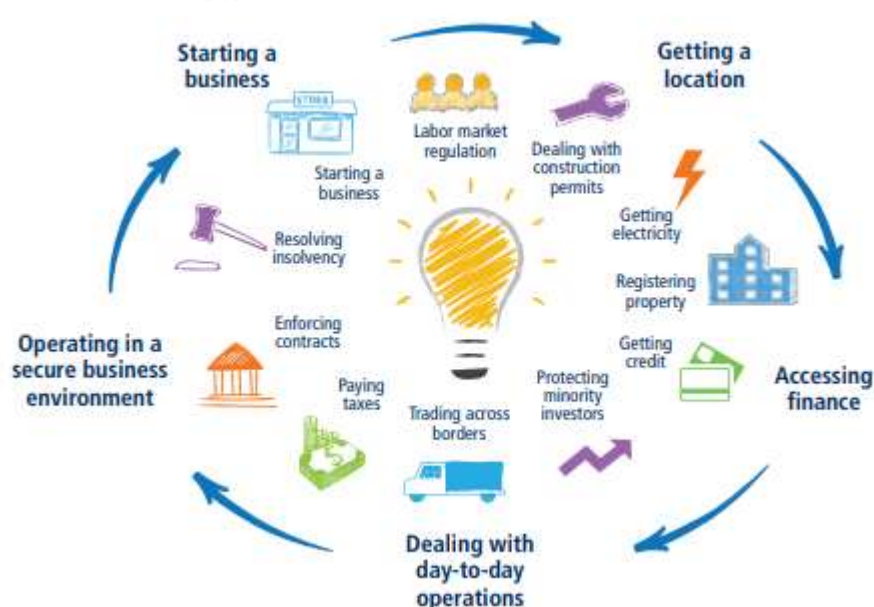 Starting a
business
Getting a
location
STORE
Labor market
regulation
Dealing with
construction
permits
Starting a
business
Getting
electricity
Resolving
insolvency
Registering
property
Enforcing
contracts
Getting
credit
Operating in a
secure business
environment
Accessing
finance
Paying
taxes
Protecting
minority
investors
Trading across
borders
$
Dealing with
day-to-day
operations